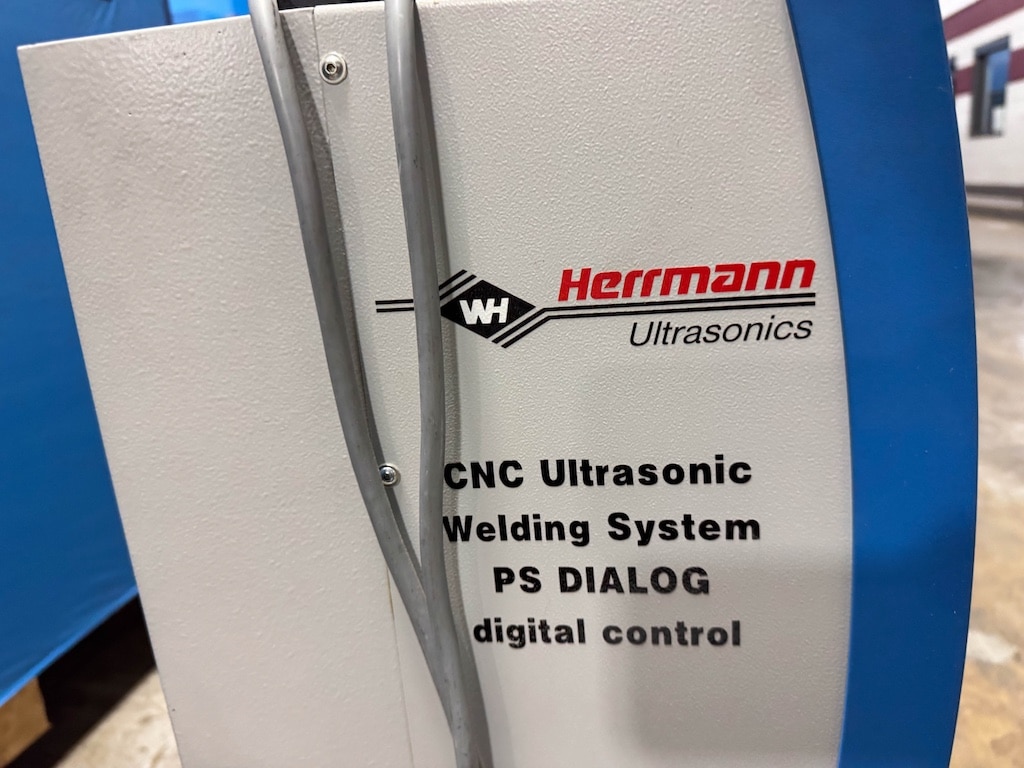 WH
Herrmann
Ultrasonics
CNC Ultrasonic
Welding System
PS DIALOG
digital control